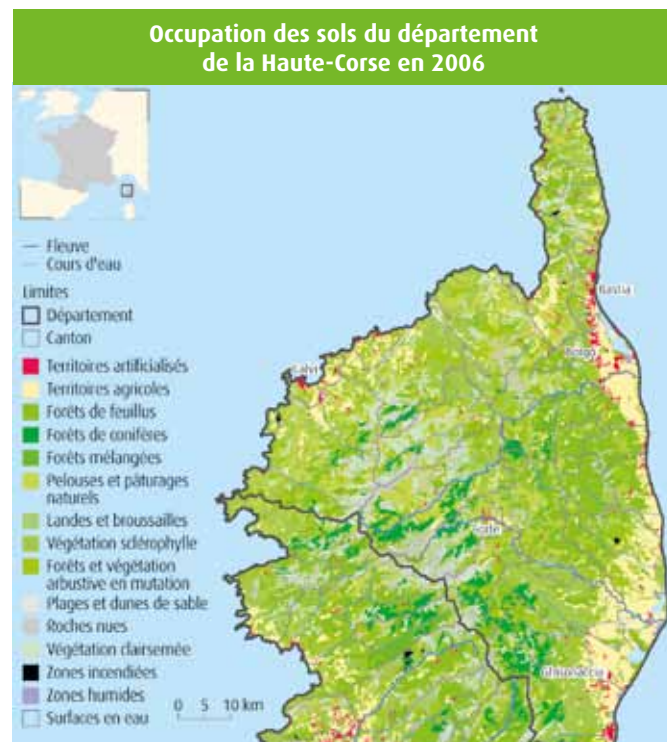 Occupation des sols du département
de la Haute-Corse en 2006
Fleuve
Cours d'eau
Limites
Département
Canton
Territoires artificialisés
Territoires agricoles
Forêts de feuillus
Forêts de conifères
Forêts mélangées
Pelouses et pâturages
naturels
Landes et broussailles
Végétation sclérophylle
Forêts et végétation
arbustive en mutation
Plages et dunes de sable
Roches nues
Végétation clairsemée
Zones incendiées
Zones humides
Surfaces en eau
0 5 10 km
Bastia
Borgo
Calvi
Corte
Ghisonaccia